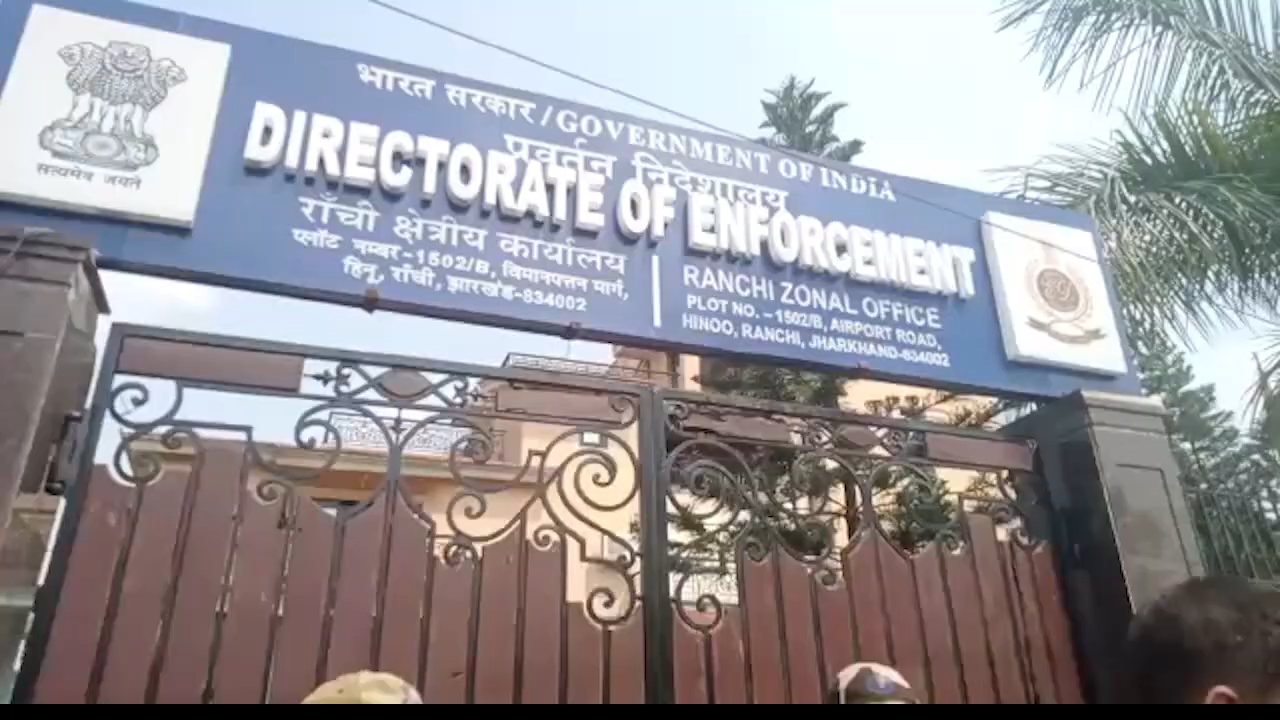 सत्यमेव जयते
भारत सरकार/GOVERNMENT OF INDIA
प्रवर्तन निदेशालय
DIRECTORATE OF ENFORCEMENT
राँची क्षेत्रीय कार्यालय
प्लॉट नम्बर-1502/B, विमानपत्तन मार्ग,
हिनू, राँची, झारखंड-834002
RANCHI ZONAL OFFICE
PLOT NO. -1502/B, AIRPORT ROAD,
HINOO, RANCHI, JHARKHAND-834002